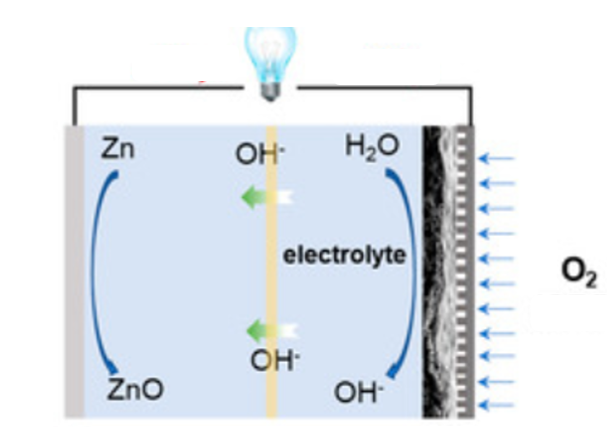 Zn
OH-
H₂O
electrolyte
O₂
OH-
ZnO
OH-